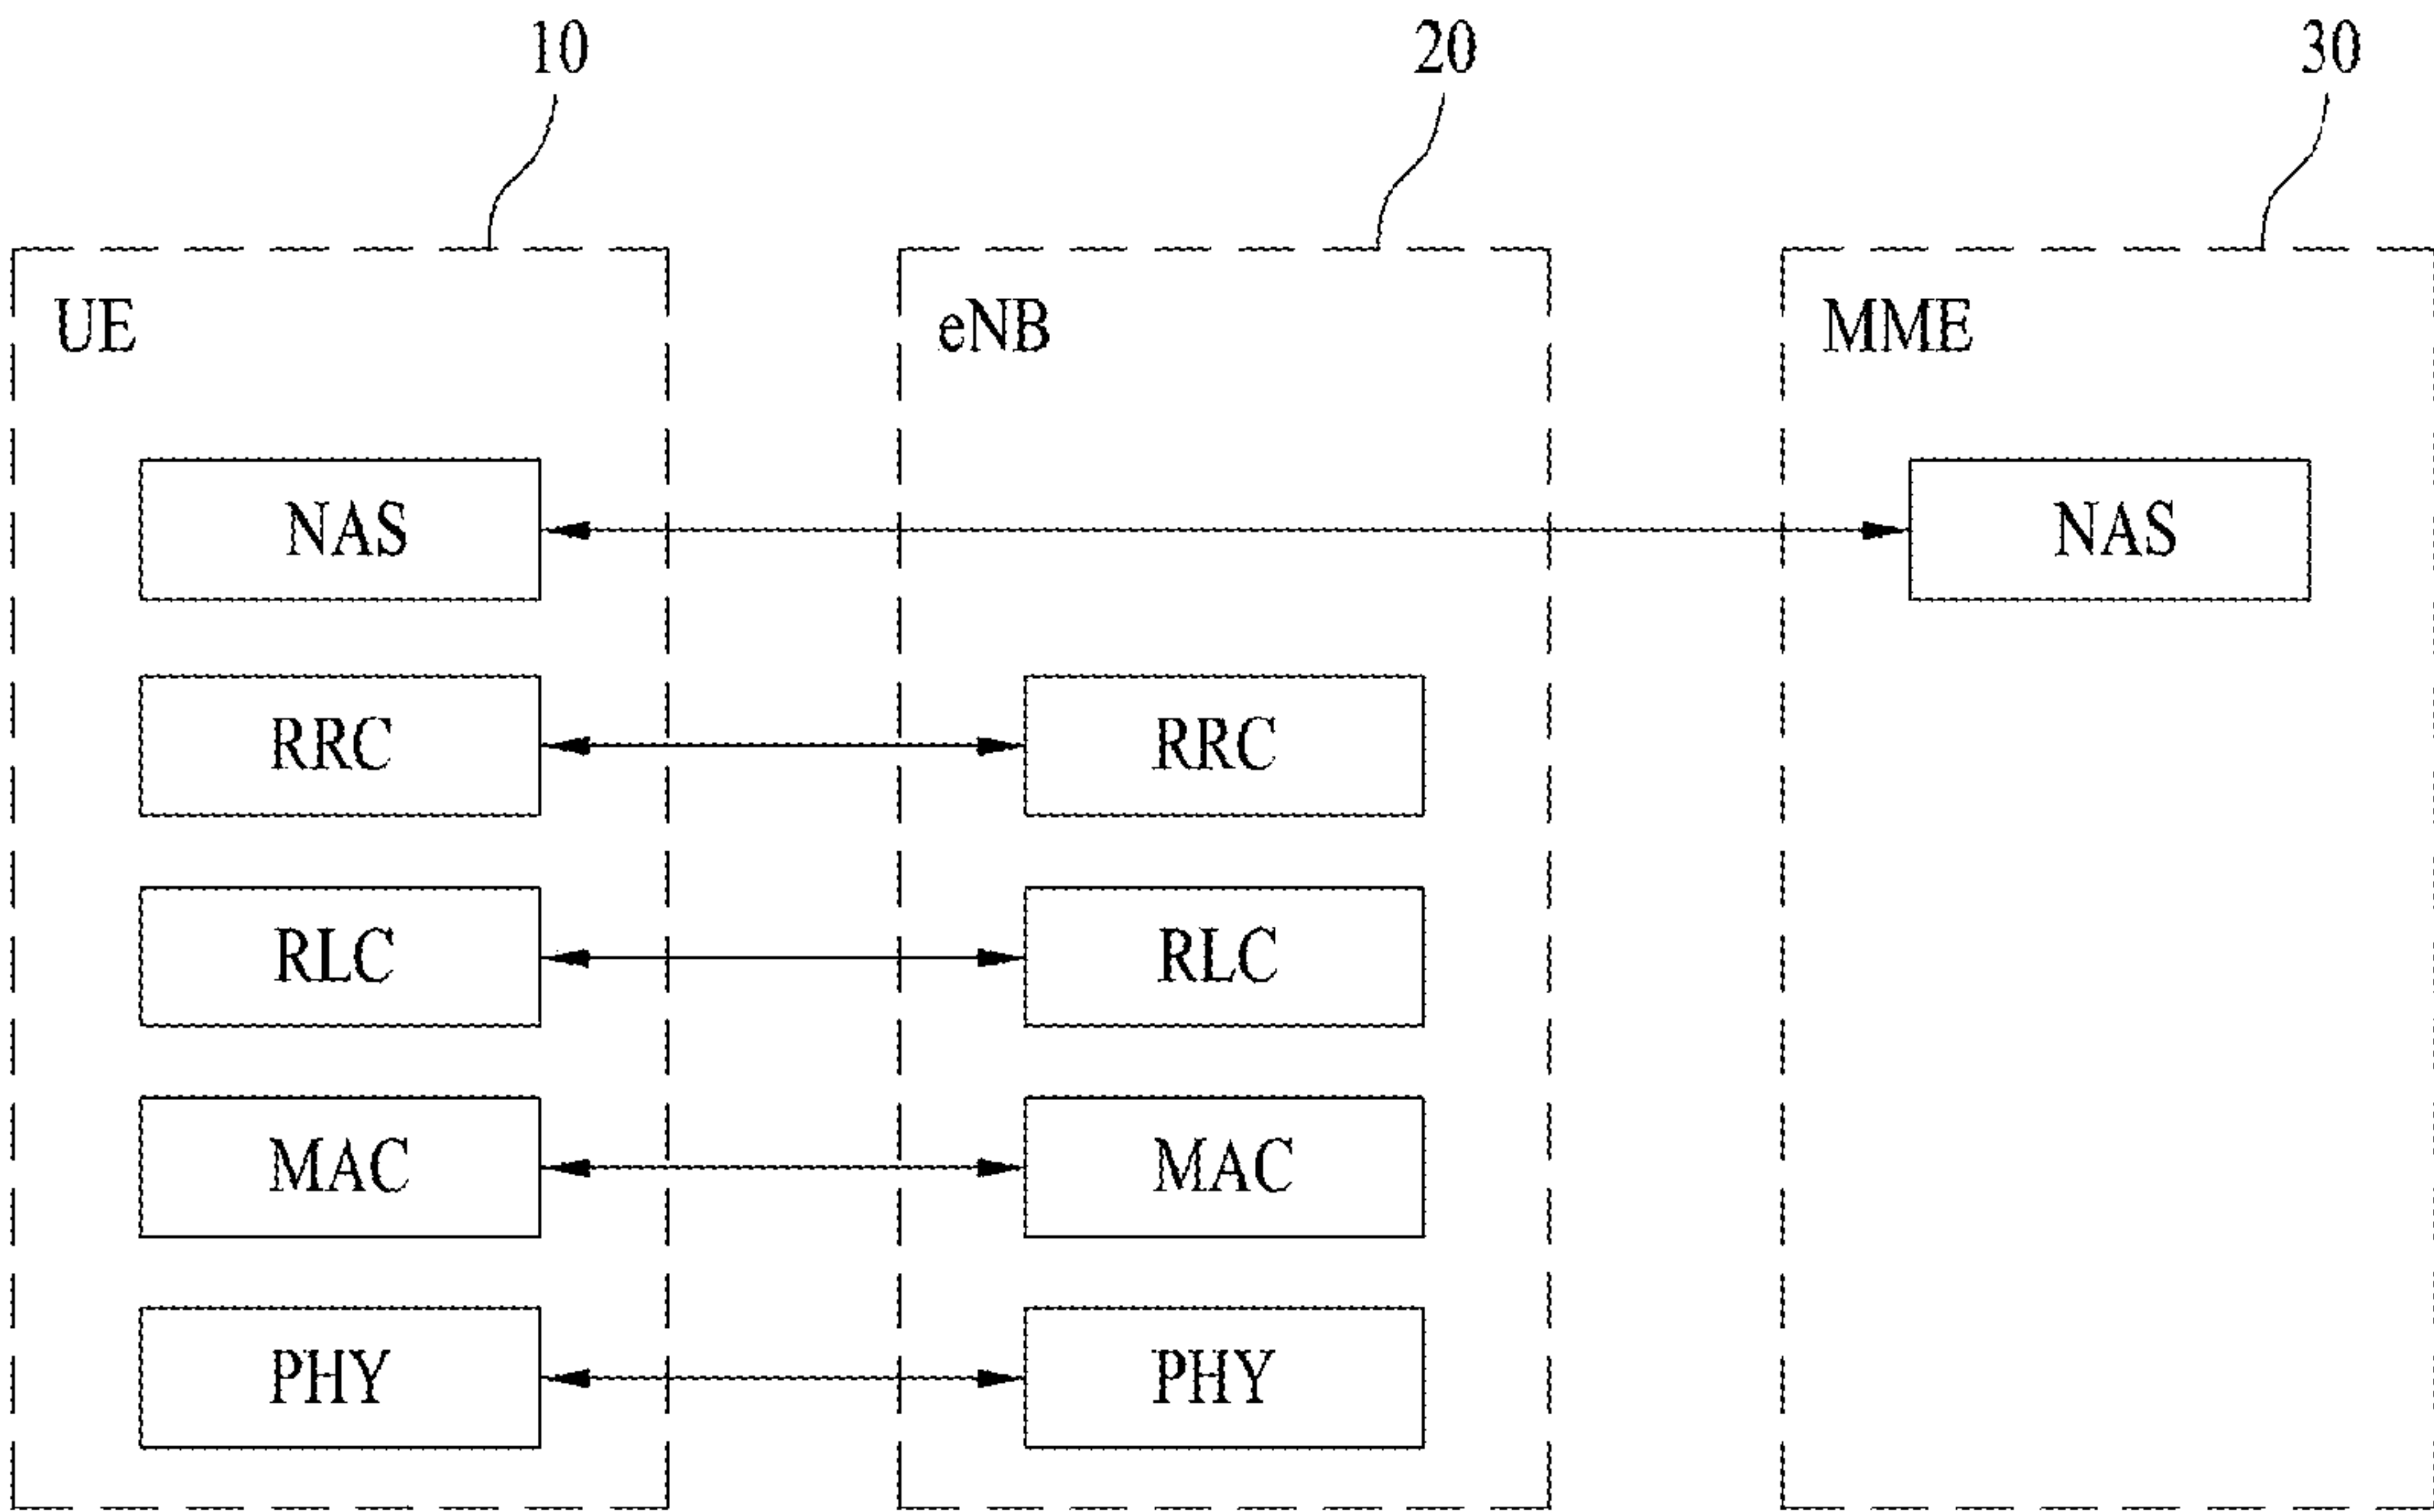 10 20 30
UE eNB MME
NAS NAS
RRC RRC
RLC RLC
MAC MAC
PHY PHY